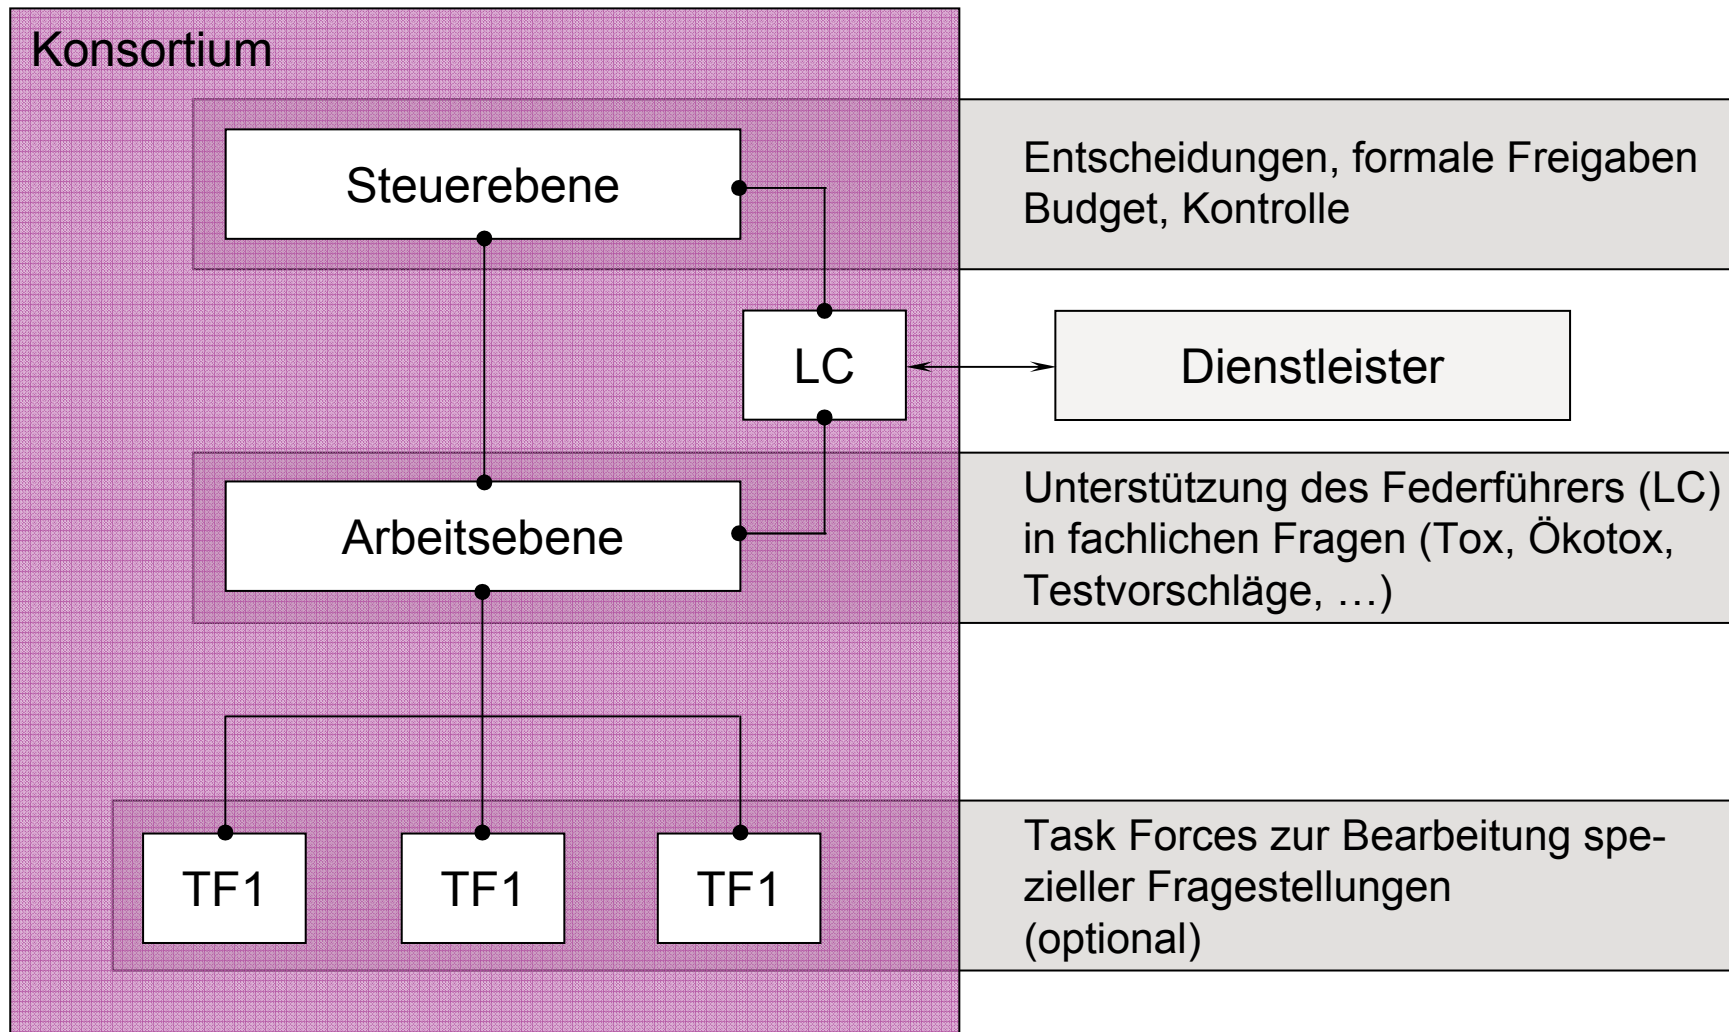 Konsortium
Steuerebene
Entscheidungen, formale Freigaben
Budget, Kontrolle
LC
Dienstleister
Arbeitsebene
Unterstützung des Federführers (LC)
in fachlichen Fragen (Tox, Ökotox,
Testvorschläge, …)
TF1
TF1
TF1
Task Forces zur Bearbeitung spe-
zieller Fragestellungen
(optional)